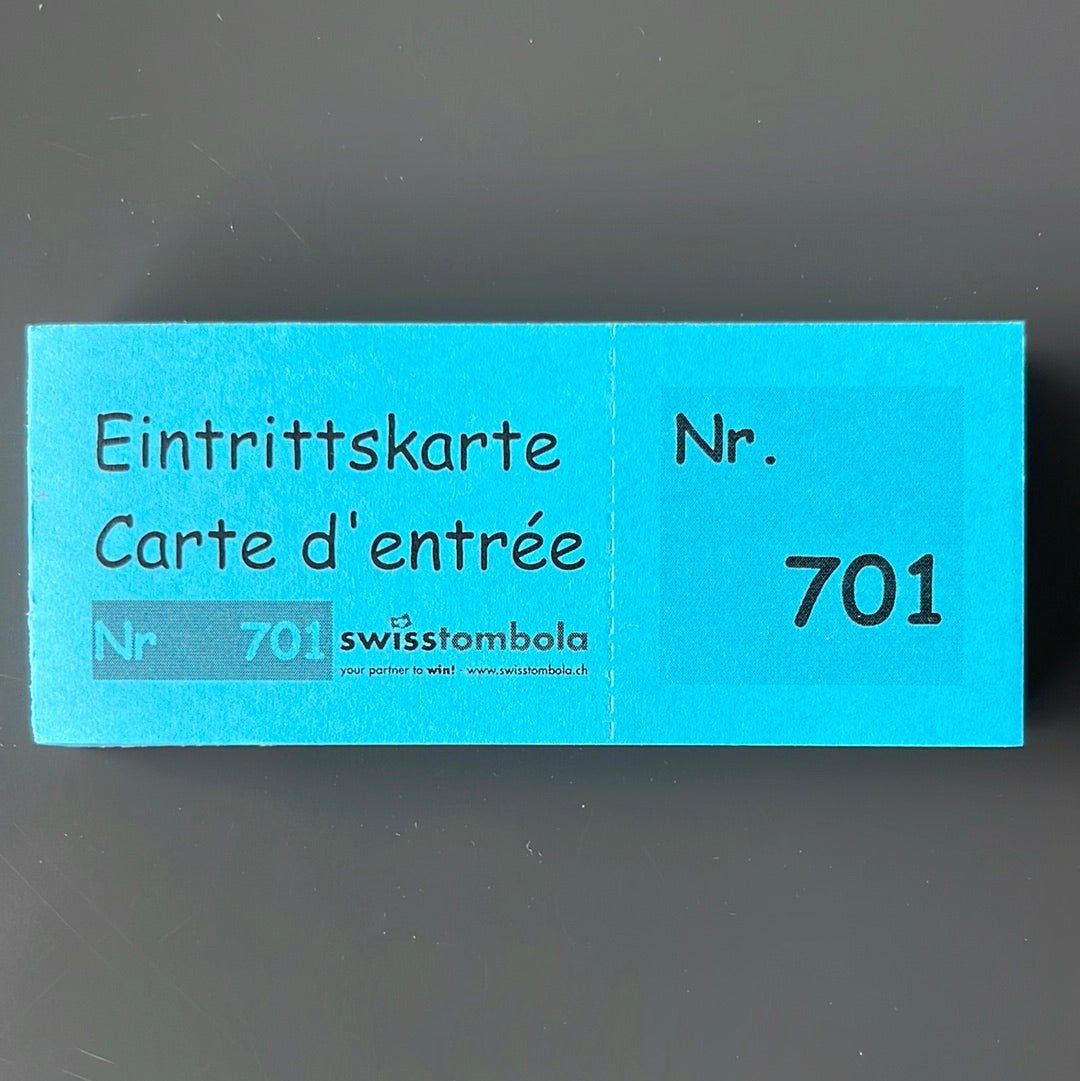 Eintrittskarte
Carte d'entrée
Nr 701
swisstombola
your partner to win! - www.swisstombola.ch
Nr.
701